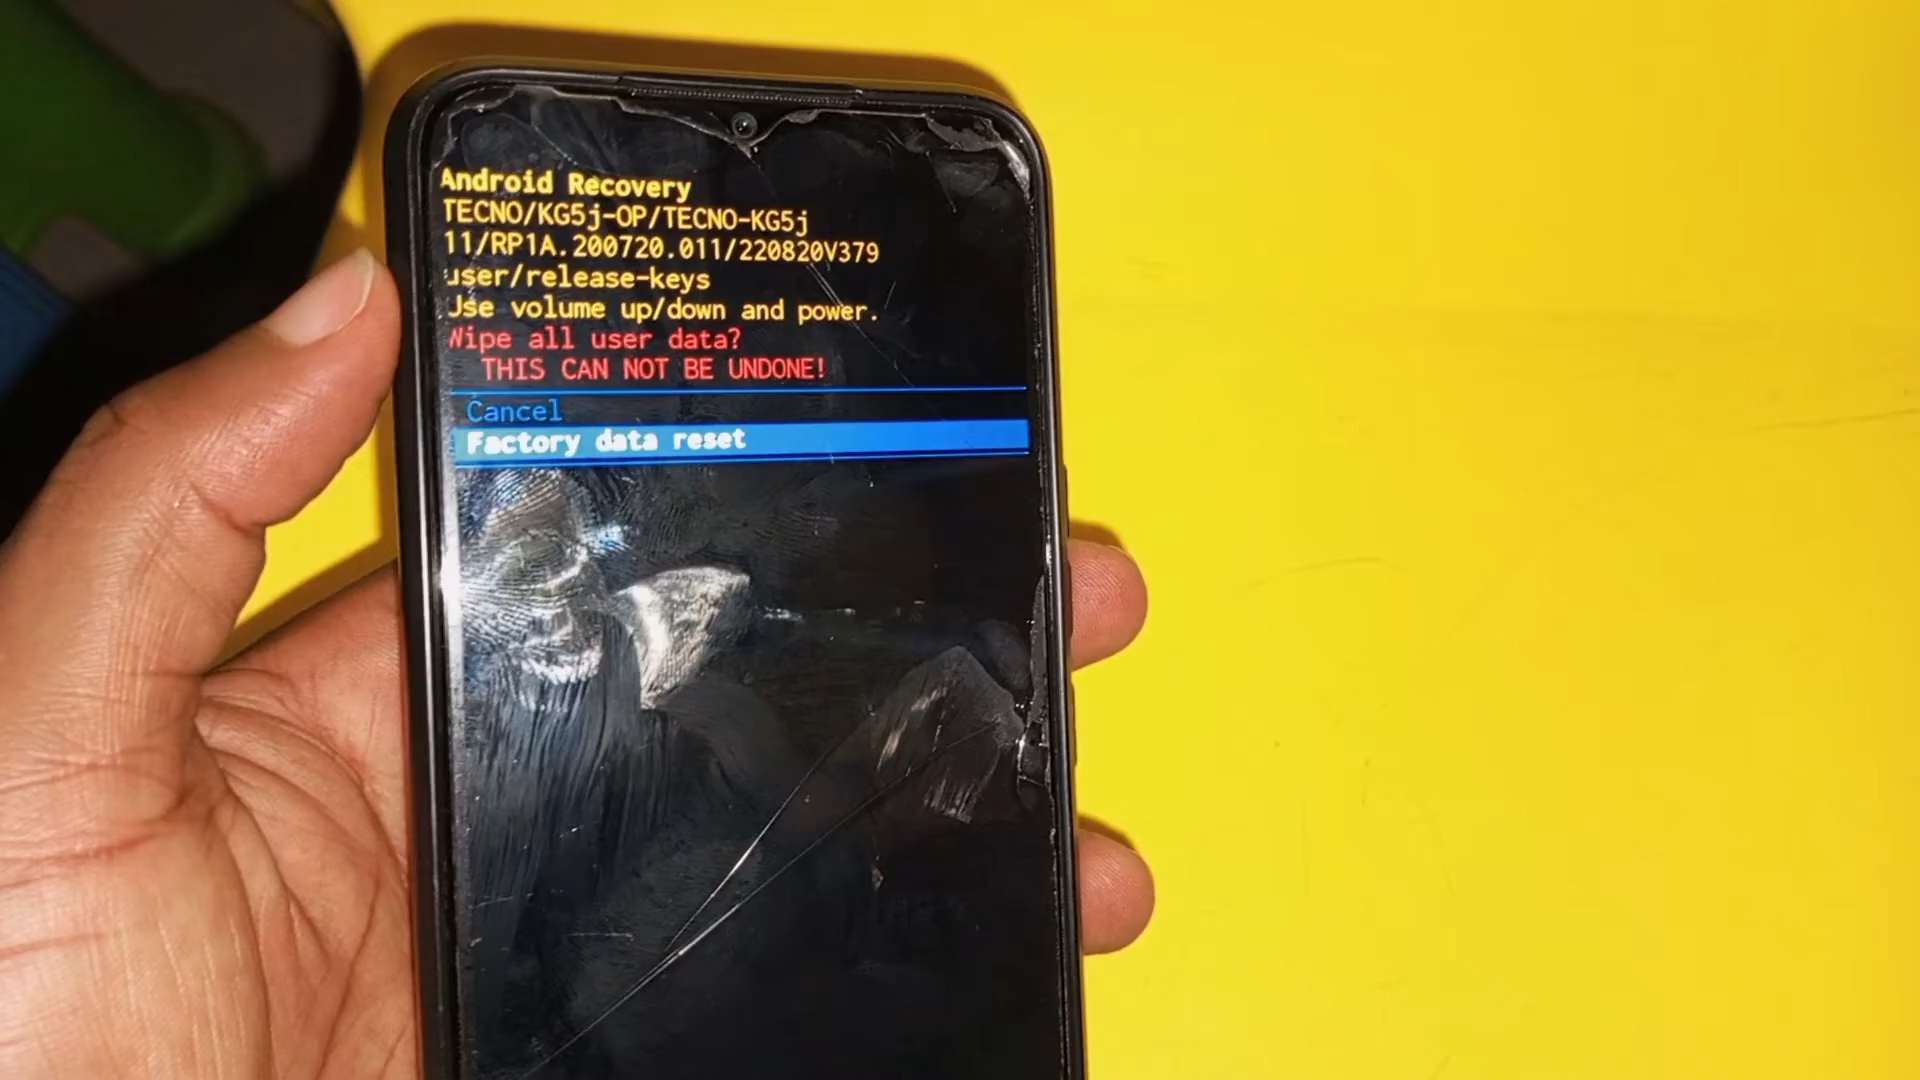 Android Recovery
TECNO/KG5j-OP/TECNO-KG5j
11/RP1A.200720.011/220820V379
user/release-keys
Use volume up/down and power.
Wipe all user data?
THIS CAN NOT BE UNDONE!
Cancel
Factory data reset